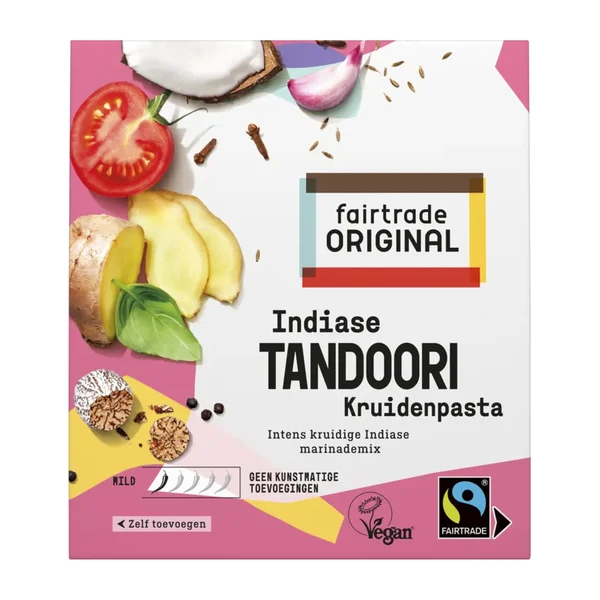 fairtrade
ORIGINAL
Indiase
TANDOORI
Kruidenpasta
Intens kruidige Indiase
marinademix
MILD
GEEN KUNSTMATIGE
TOEVOEGINGEN
Zelf toevoegen
Vegan
FAIRTRADE